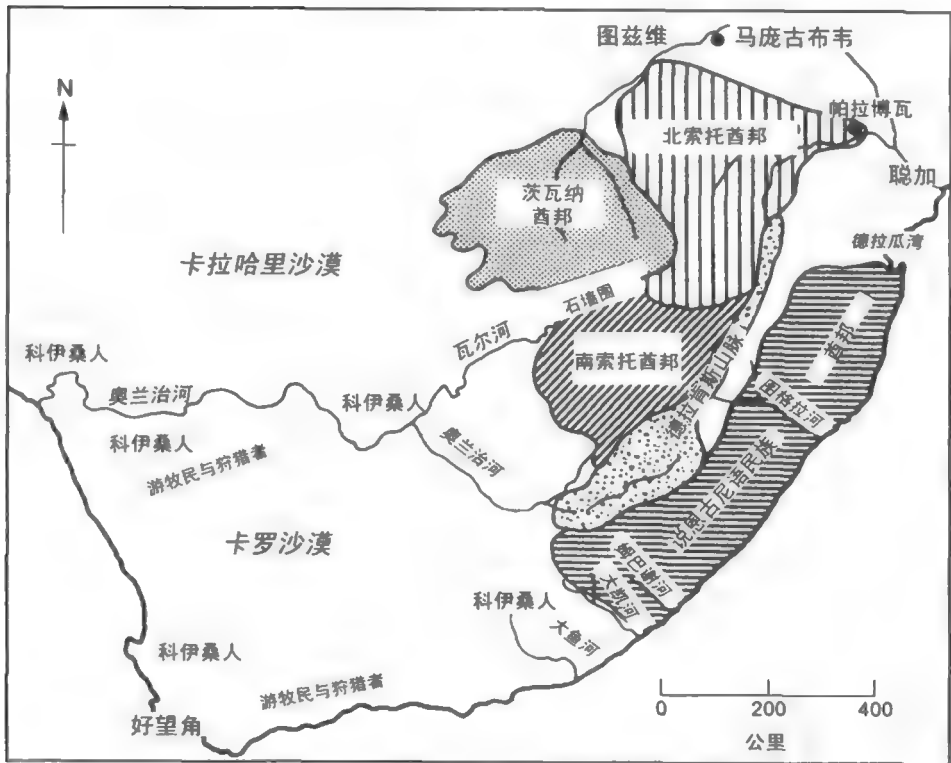 图兹维
马庞古布韦
N
帕拉博瓦
北索托酋邦
聪加
茨瓦纳
酋邦
德拉瓜湾
卡拉哈里沙漠
石墙圈
瓦尔河
酋邦
科伊桑人
南索托酋邦
德拉肯斯山脉
图格拉河
奥兰治河
科伊桑人
科伊桑人
奥兰治河
游牧民与狩猎者
说恩古尼语民族
卡罗沙漠
姆巴谢河
大凯河
科伊桑人
大鱼河
科伊桑人
游牧民与狩猎者
好望角
0
200
400
公里